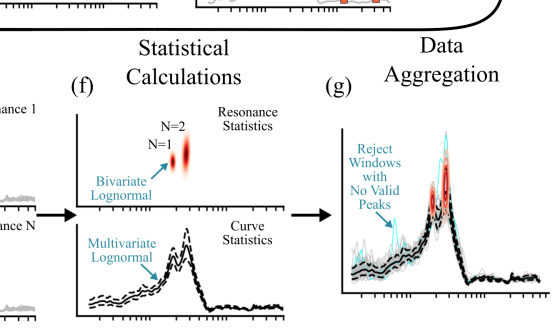 Statistical
Calculations
Data
Aggregation
(f)
(g)
Resonance
Statistics
N=2
N=1
Bivariate
Lognormal
Curve
Statistics
Multivariate
Lognormal
Reject
Windows
with
No Valid
Peaks
nance 1
ance N